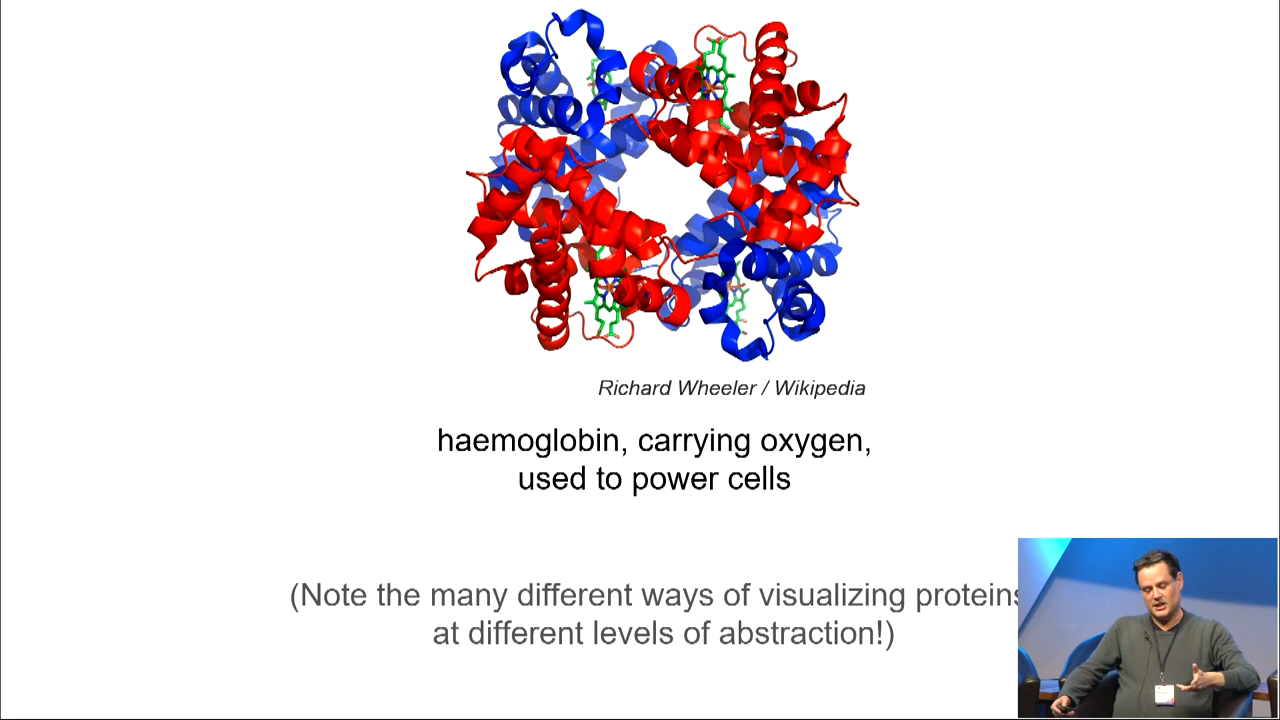 Richard Wheeler / Wikipedia
haemoglobin, carrying oxygen,
used to power cells
(Note the many different ways of visualizing proteins
at different levels of abstraction!)